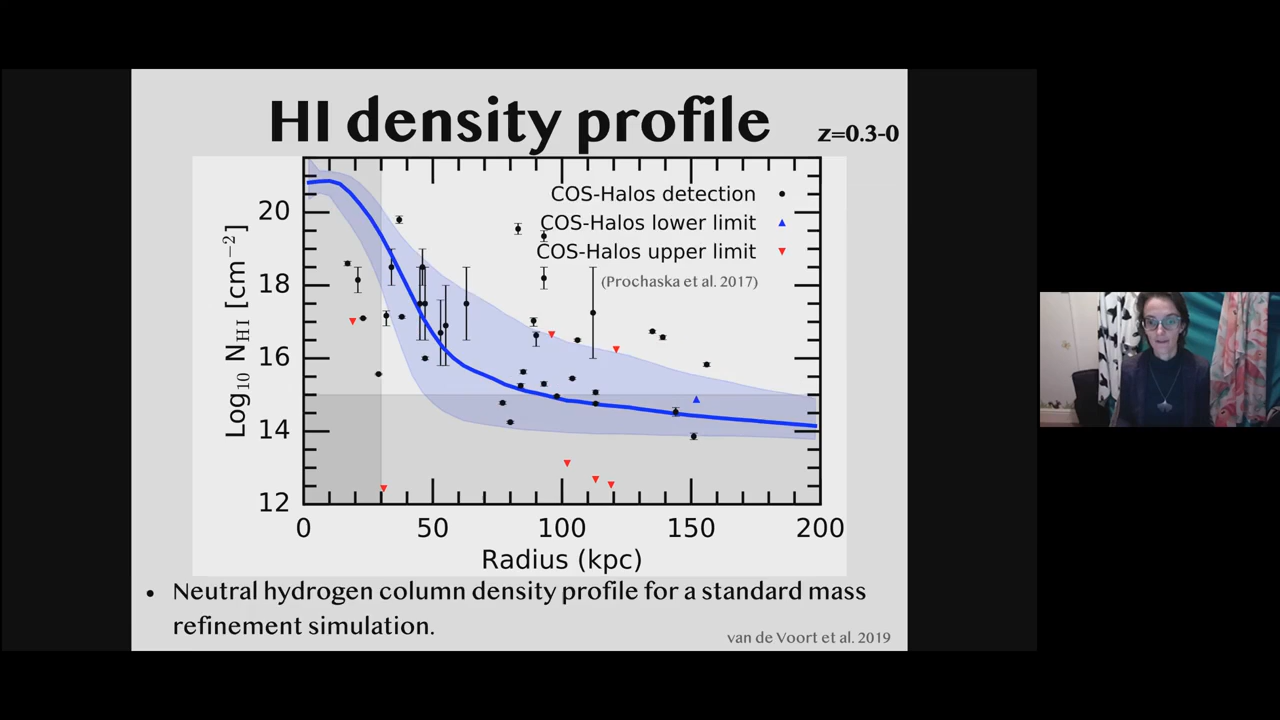 HI density profile
z=0.3-0
COS-Halos detection
COS-Halos lower limit
COS-Halos upper limit
(Prochaska et al. 2017)
20
18
16
14
12
Log₁₀ N_HI [cm⁻²]
0 50 100 150 200
Radius (kpc)
• Neutral hydrogen column density profile for a standard mass
refinement simulation.
van de Voort et al. 2019